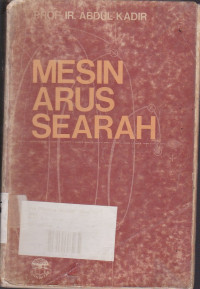 PROF. IR. ABDUL KADIR
MESIN
ARUS
SEARAH